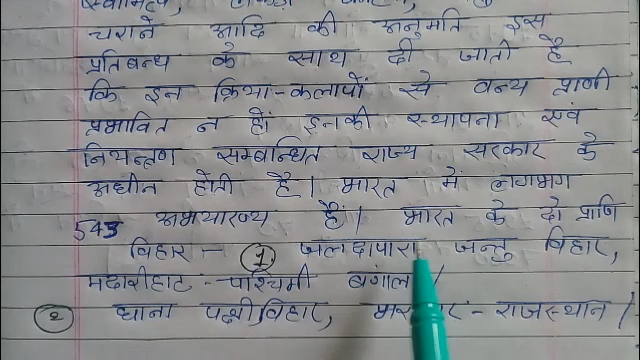 स्वामित्व, लकड़ी
चराने आदि की अनुमति इस
प्रतिबन्ध के साथ दी जाती है
कि इन क्रिया-कलापों से वन्य प्राणी
प्रभावित न हों इनकी स्थापना एवं
नियन्त्रण सम्बन्धित राज्य सरकार के
अधीन होती है। भारत में लगभग
543 अभयारण्य हैं। भारत के दो प्राणि
विहार - (1) जलदापारा जन्तु विहार,
मदारीहाट - पश्चिमी बंगाल।
(2) घाना पक्षी विहार, - राजस्थान।